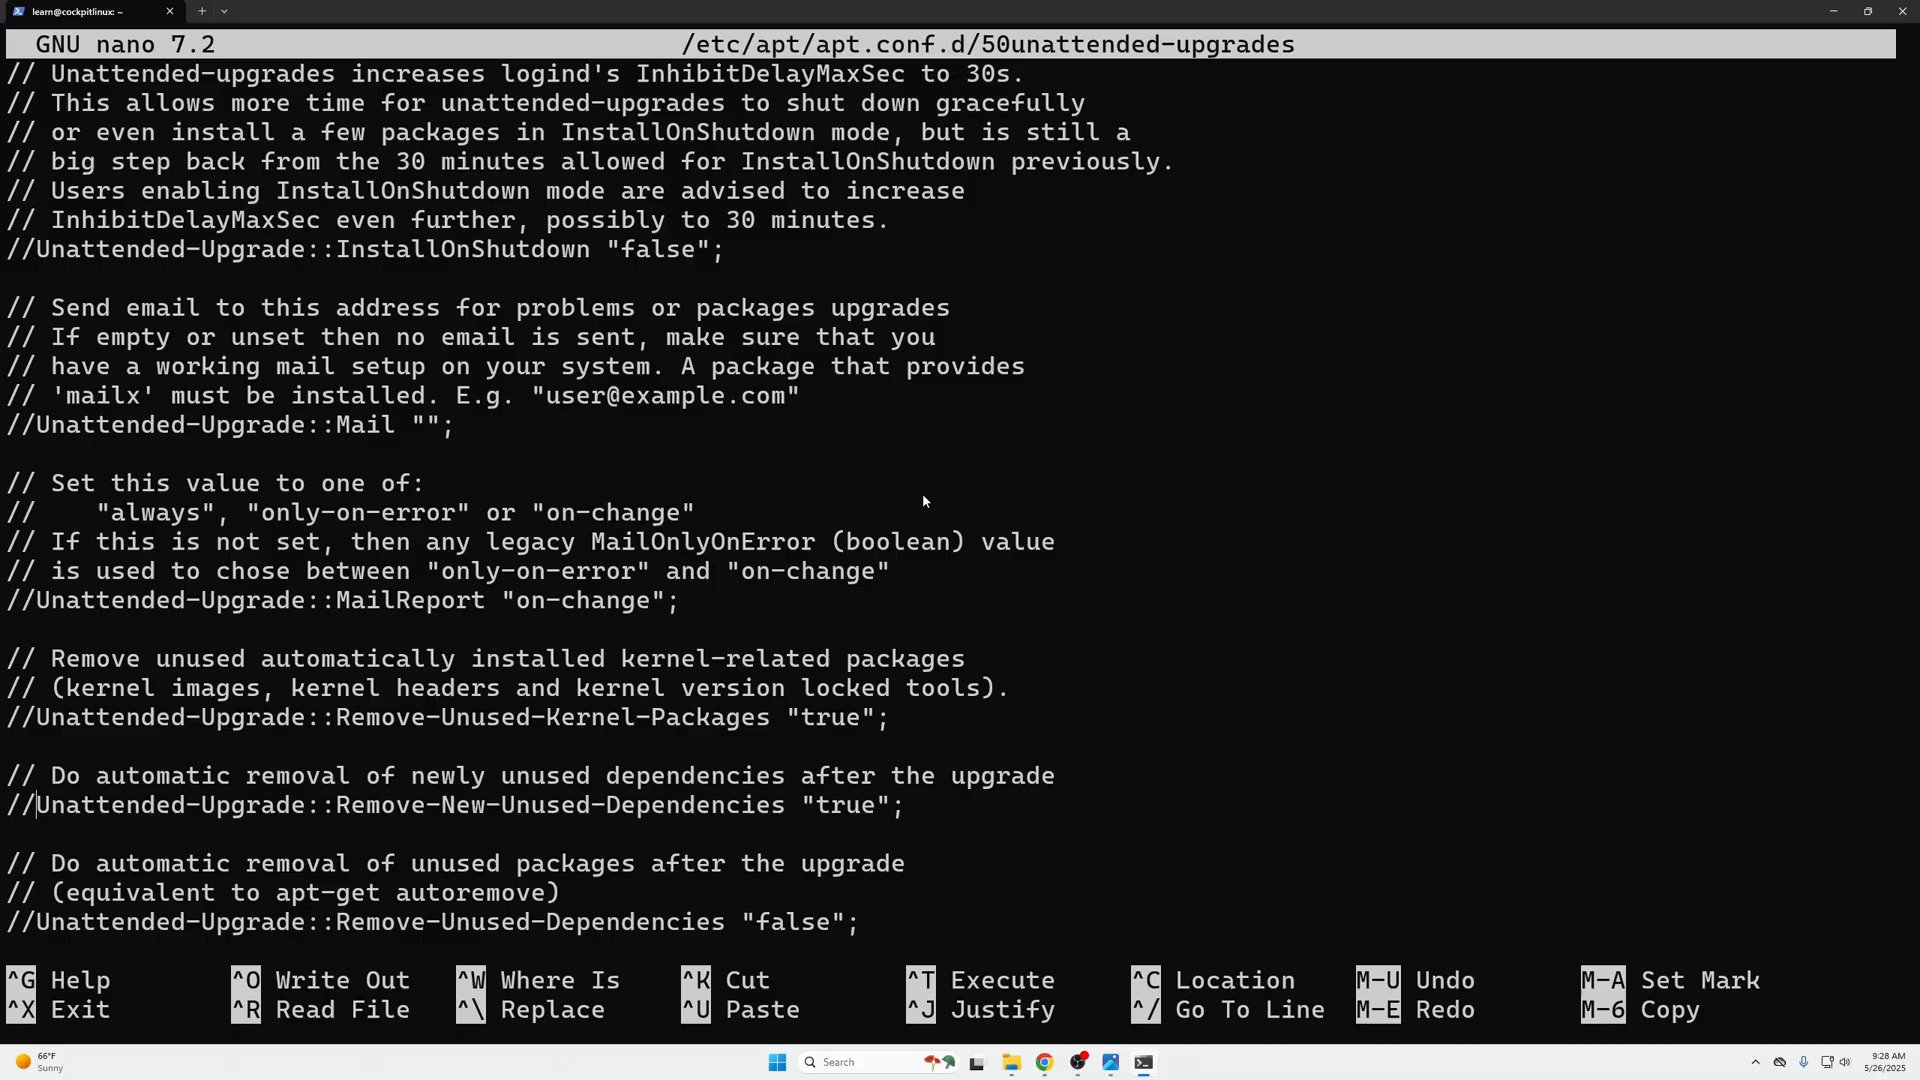 learn@cockpitlinux: ~
GNU nano 7.2 /etc/apt/apt.conf.d/50unattended-upgrades
// Unattended-upgrades increases logind's InhibitDelayMaxSec to 30s.
// This allows more time for unattended-upgrades to shut down gracefully
// or even install a few packages in InstallOnShutdown mode, but is still a
// big step back from the 30 minutes allowed for InstallOnShutdown previously.
// Users enabling InstallOnShutdown mode are advised to increase
// InhibitDelayMaxSec even further, possibly to 30 minutes.
//Unattended-Upgrade::InstallOnShutdown "false";
// Send email to this address for problems or packages upgrades
// If empty or unset then no email is sent, make sure that you
// have a working mail setup on your system. A package that provides
// 'mailx' must be installed. E.g. "user@example.com"
//Unattended-Upgrade::Mail "";
// Set this value to one of:
//    "always", "only-on-error" or "on-change"
// If this is not set, then any legacy MailOnlyOnError (boolean) value
// is used to chose between "only-on-error" and "on-change"
//Unattended-Upgrade::MailReport "on-change";
// Remove unused automatically installed kernel-related packages
// (kernel images, kernel headers and kernel version locked tools).
//Unattended-Upgrade::Remove-Unused-Kernel-Packages "true";
// Do automatic removal of newly unused dependencies after the upgrade
//Unattended-Upgrade::Remove-New-Unused-Dependencies "true";
// Do automatic removal of unused packages after the upgrade
// (equivalent to apt-get autoremove)
//Unattended-Upgrade::Remove-Unused-Dependencies "false";
^G Help ^O Write Out ^W Where Is ^K Cut ^T Execute ^C Location M-U Undo M-A Set Mark
^X Exit ^R Read File ^\ Replace ^U Paste ^J Justify ^/ Go To Line M-E Redo M-6 Copy
66°F
Sunny
Search
9:28 AM
5/26/2025